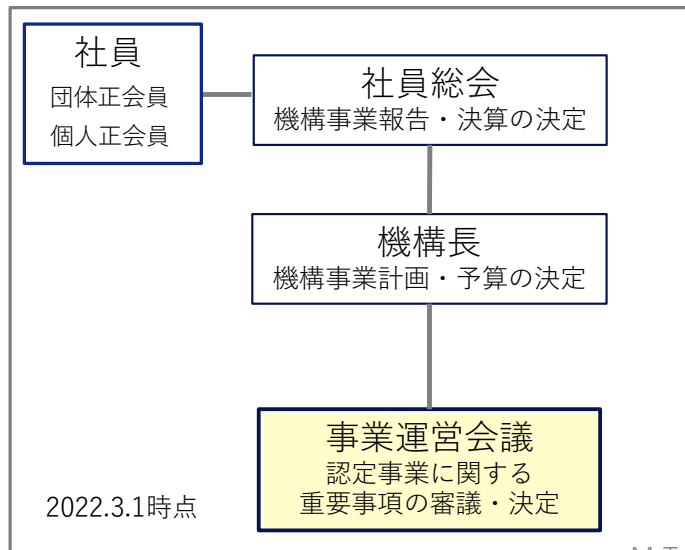 社員
団体正会員
個人正会員
社員総会
機構事業報告・決算の決定
機構長
機構事業計画・予算の決定
事業運営会議
認定事業に関する
重要事項の審議・決定
2022.3.1時点